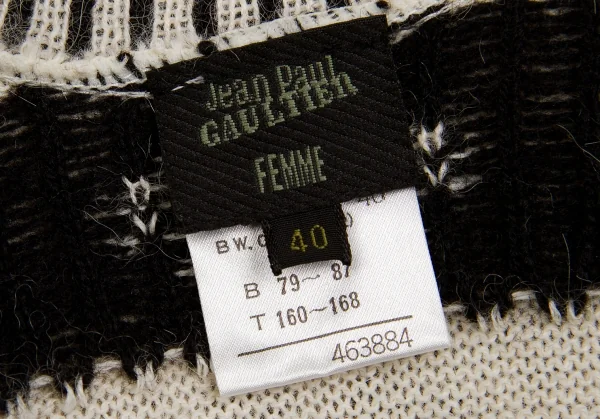 Jean Paul
GAULTIER
FEMME
40
B 79~ 87
T 160~168
463884